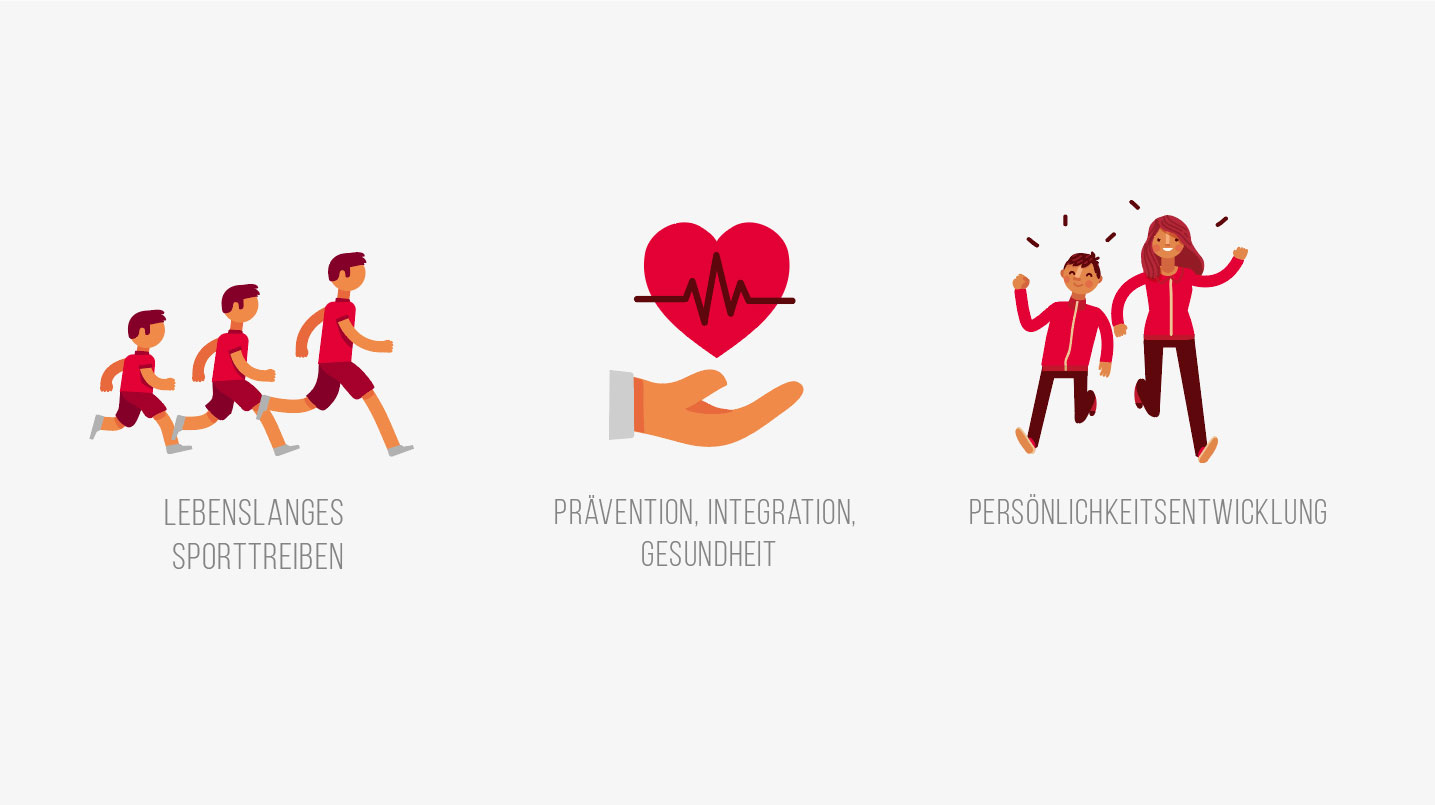 LEBENSLANGES
SPORTTREIBEN
PRÄVENTION, INTEGRATION,
GESUNDHEIT
PERSÖNLICHKEITSENTWICKLUNG